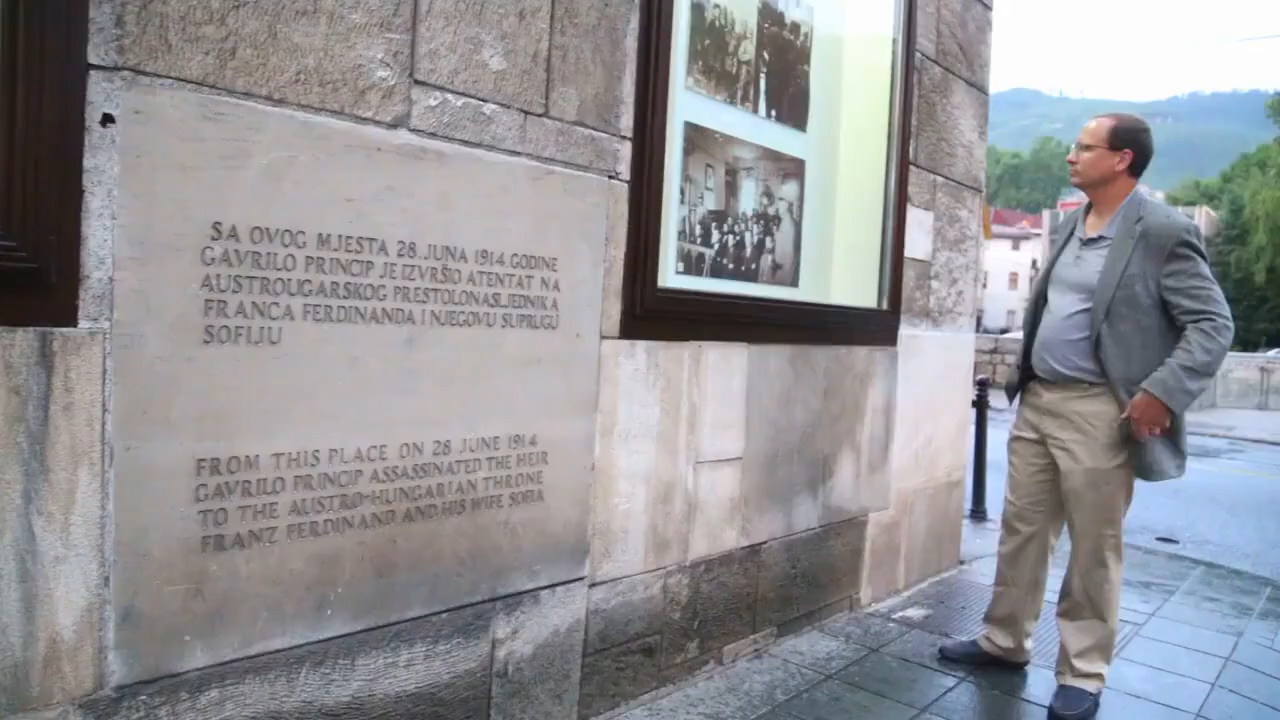 SA OVOG MJESTA 28.JUNA 1914.GODINE
GAVRILO PRINCIP JE IZVRŠIO ATENTAT NA
AUSTROUGARSKOG PRESTOLONASLJEDNIKA
FRANCA FERDINANDA I NJEGOVU SUPRUGU
SOFIJU
FROM THIS PLACE ON 28 JUNE 1914
GAVRILO PRINCIP ASSASSINATED THE HEIR
TO THE AUSTRO-HUNGARIAN THRONE
FRANZ FERDINAND AND HIS WIFE SOFIA